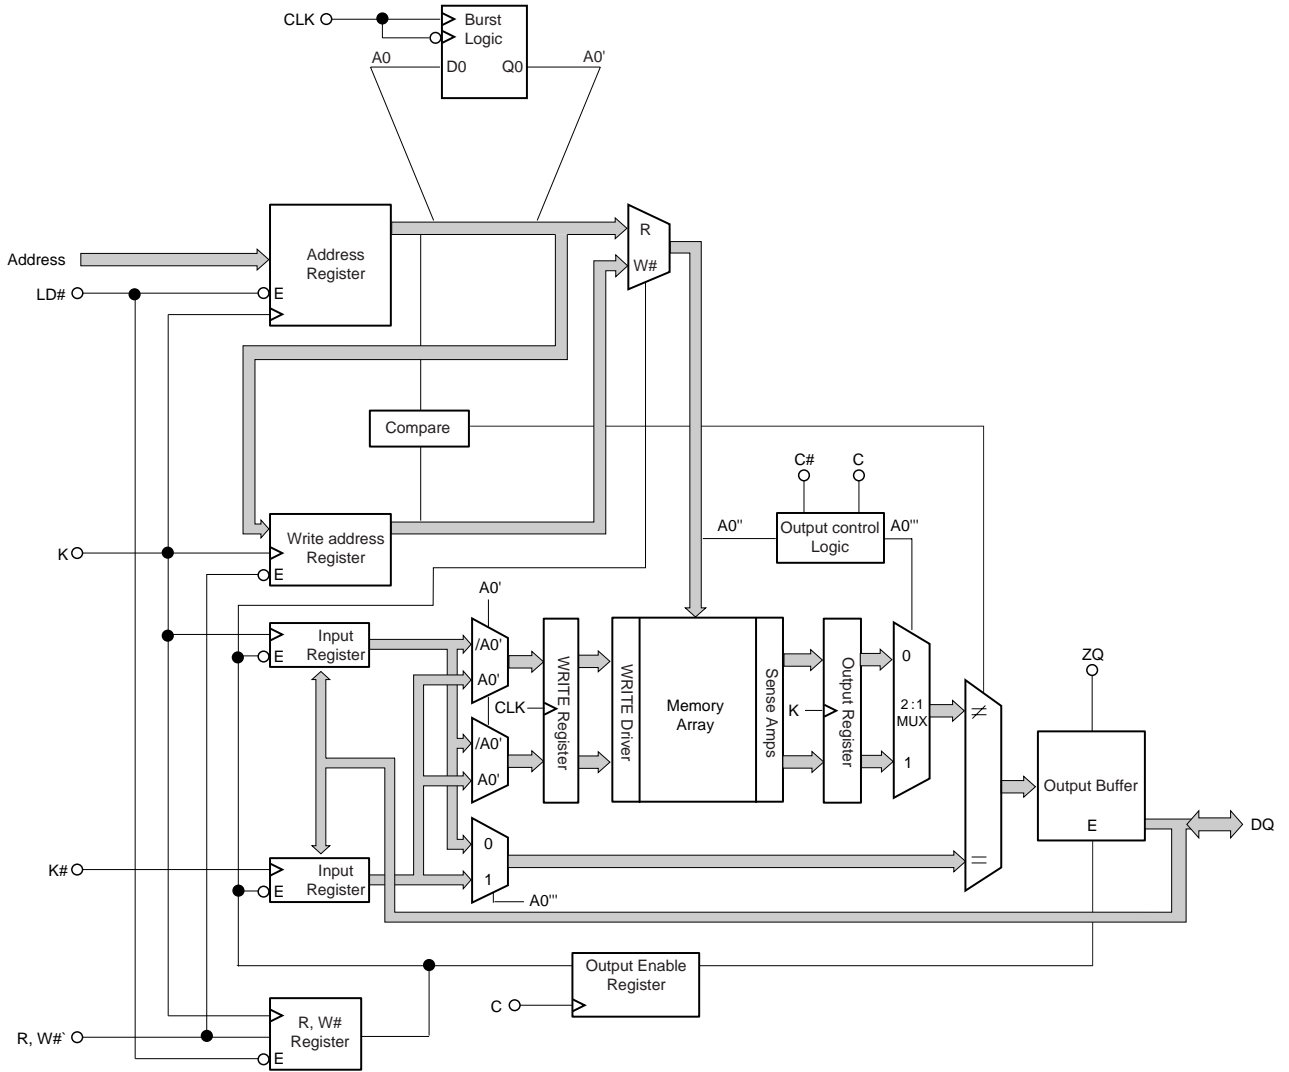 CLK
Burst
Logic
A0
D0
Q0
A0'
Address
Address
Register
R
W#
LD#
E
Compare
C#
C
Write address
Register
K
E
A0''
Output control
Logic
A0'''
A0'
Input
Register
E
/A0'
A0'
CLK
/A0'
A0'
WRITE Register
WRITE Driver
Memory
Array
Sense Amps
K
Output Register
0
2:1
MUX
1
≠
ZQ
Output Buffer
E
DQ
K#
Input
Register
E
0
1
A0'''
=
Output Enable
Register
C
R, W#`
R, W#
Register
E